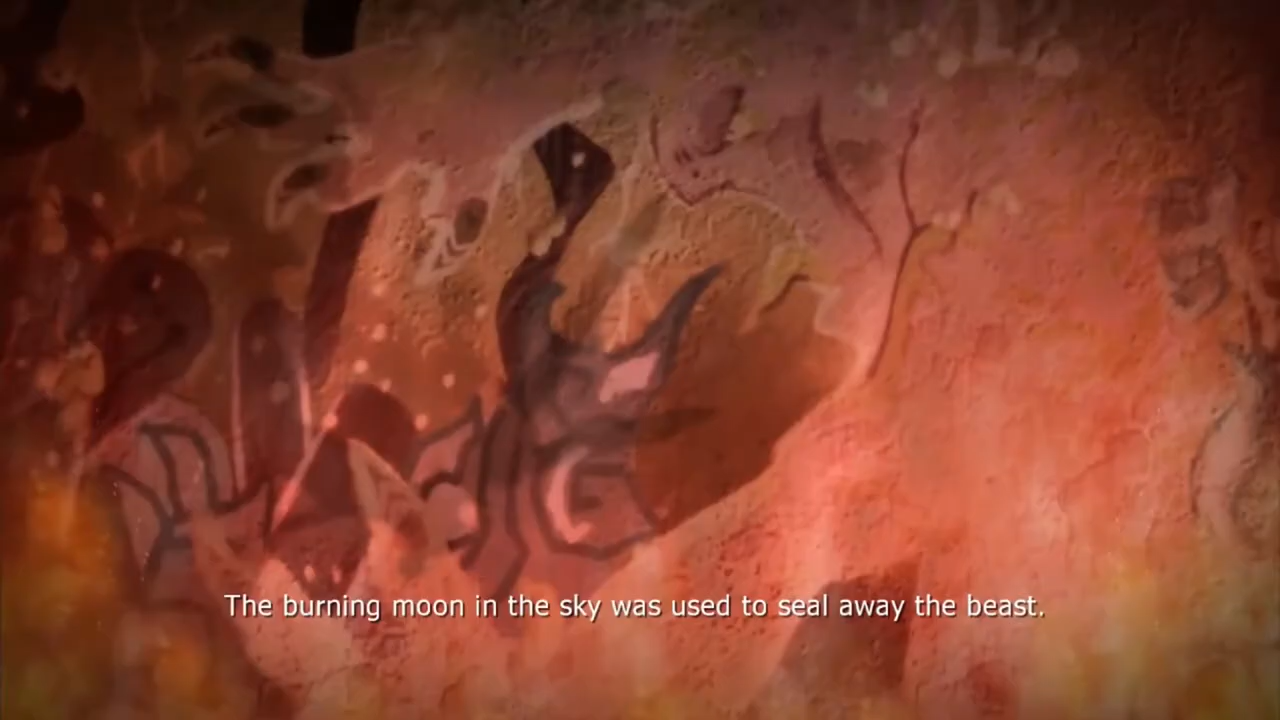 The burning moon in the sky was used to seal away the beast.